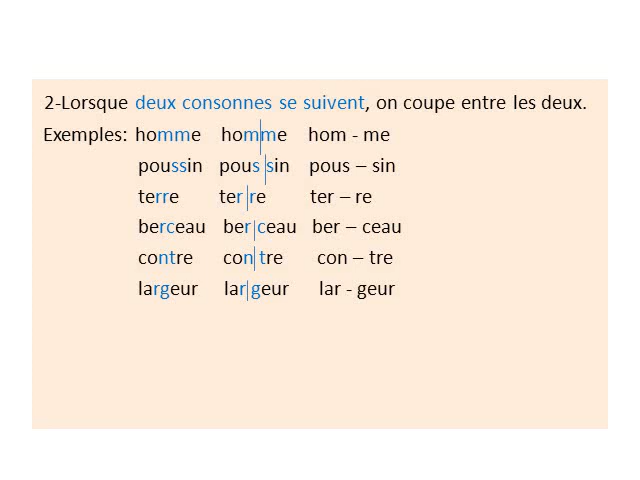 2-Lorsque deux consonnes se suivent, on coupe entre les deux.
Exemples: homme hom|me hom - me
poussin pous|sin pous – sin
terre ter|re ter – re
berceau ber|ceau ber – ceau
contre con|tre con – tre
largeur lar|geur lar - geur